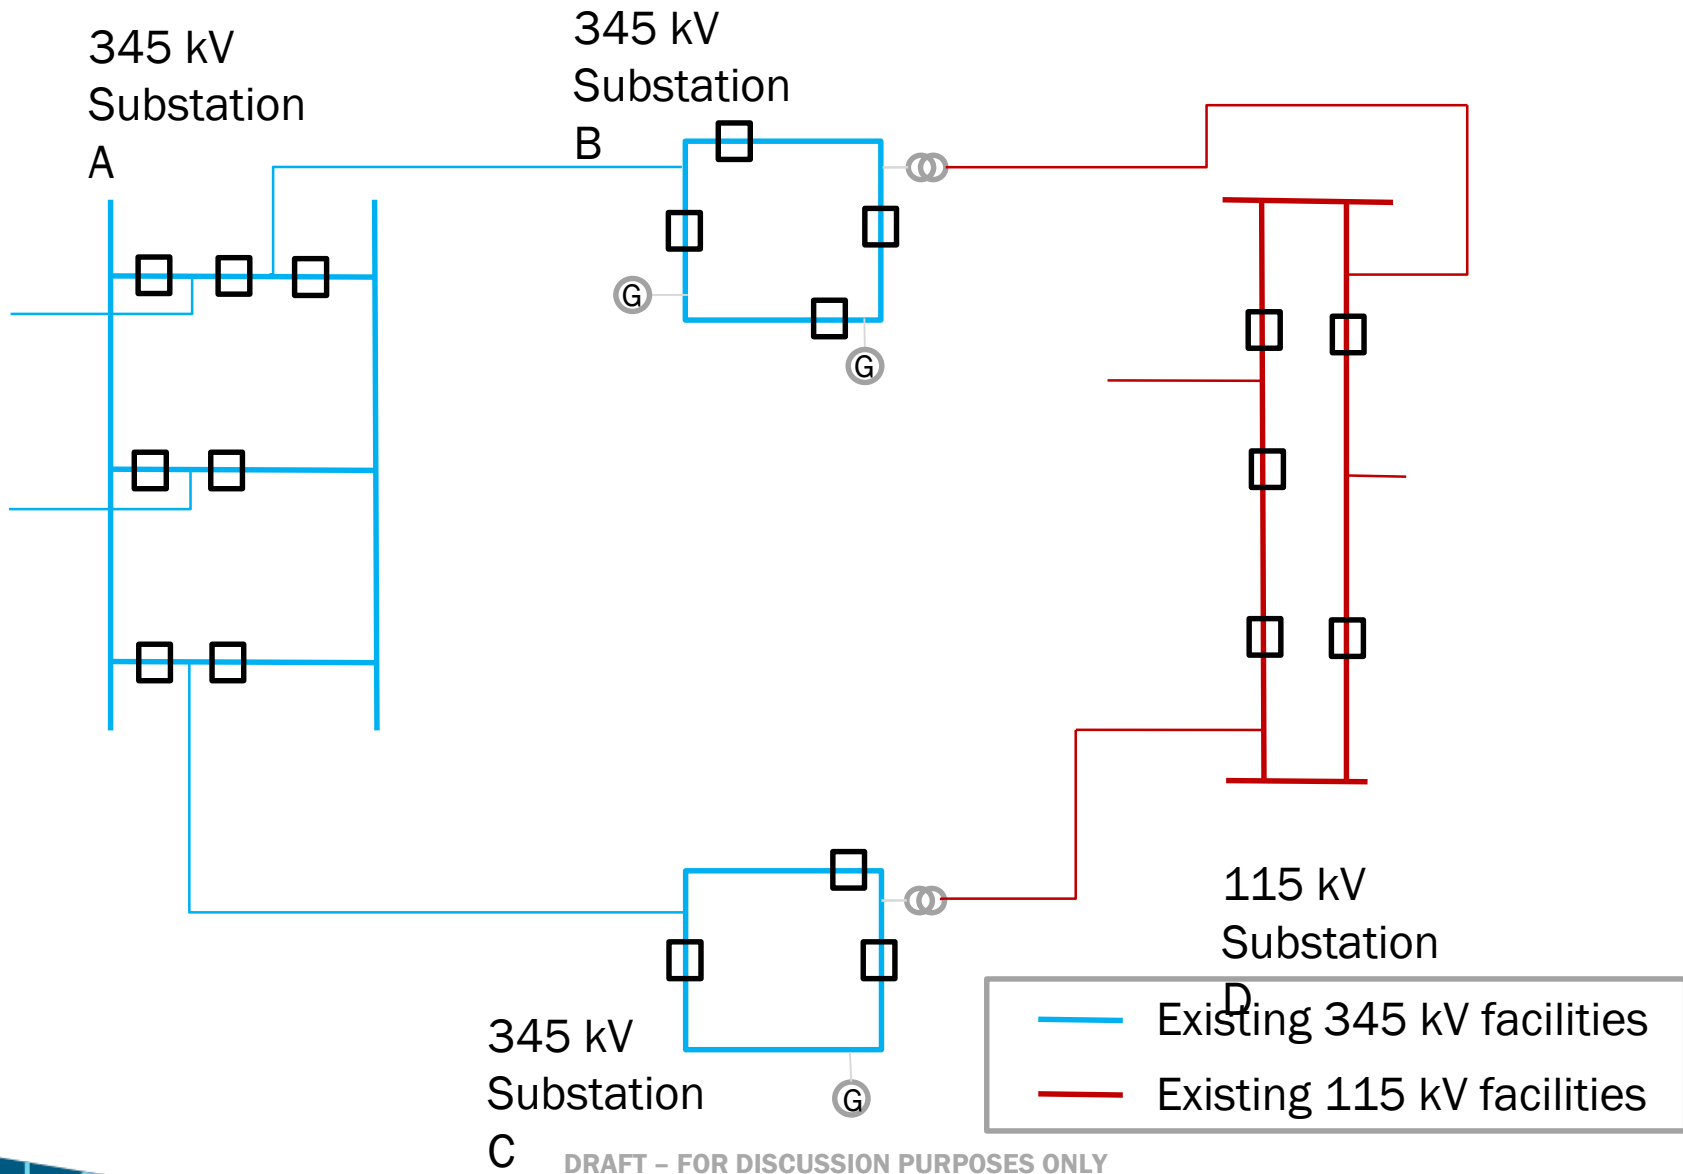 345 kV
Substation
A
345 kV
Substation
B
G
G
115 kV
Substation
D
Existing 345 kV facilities
Existing 115 kV facilities
345 kV
Substation
C
G
DRAFT – FOR DISCUSSION PURPOSES ONLY